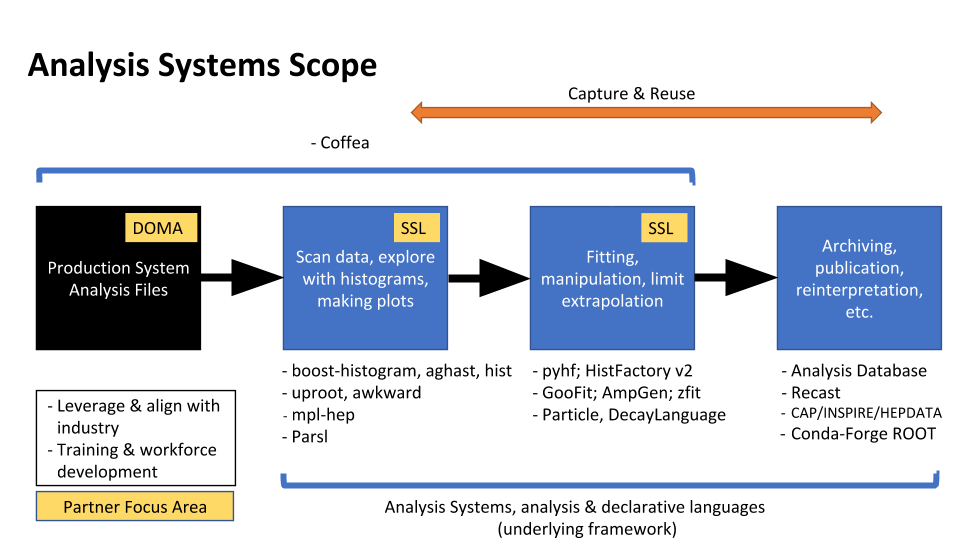 Analysis Systems Scope
Capture & Reuse
- Coffea
DOMA
Production System
Analysis Files
SSL
Scan data, explore
with histograms,
making plots
SSL
Fitting,
manipulation, limit
extrapolation
Archiving,
publication,
reinterpretation,
etc.
- boost-histogram, aghast, hist
- uproot, awkward
- mpl-hep
- Parsl
- pyhf; HistFactory v2
- GooFit; AmpGen; zfit
- Particle, DecayLanguage
- Analysis Database
- Recast
- CAP/INSPIRE/HEPDATA
- Conda-Forge ROOT
- Leverage & align with
industry
- Training & workforce
development
Partner Focus Area
Analysis Systems, analysis & declarative languages
(underlying framework)